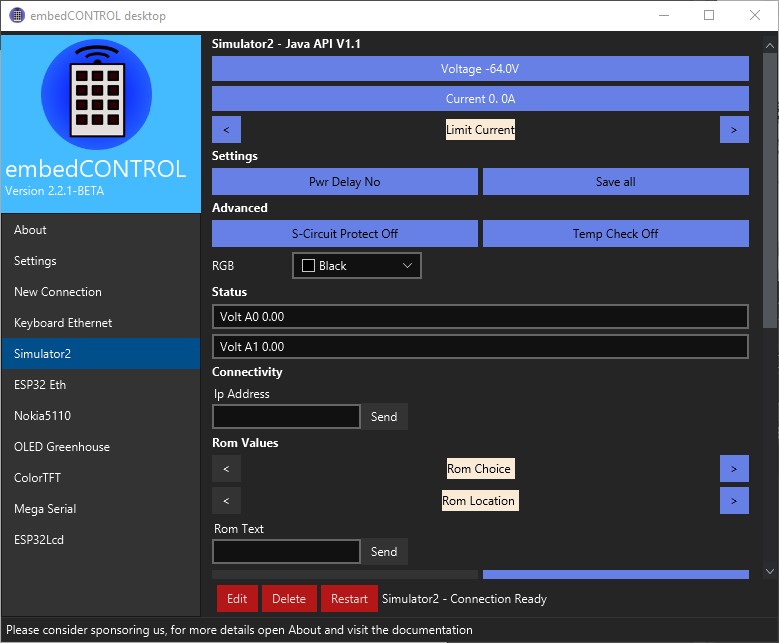 embedCONTROL desktop
embedCONTROL
Version 2.2.1-BETA
About
Settings
New Connection
Keyboard Ethernet
Simulator2
ESP32 Eth
Nokia5110
OLED Greenhouse
ColorTFT
Mega Serial
ESP32Lcd
Simulator2 - Java API V1.1
Voltage -64.0V
Current 0. 0A
< Limit Current >
Settings
Pwr Delay No Save all
Advanced
S-Circuit Protect Off Temp Check Off
RGB Black
Status
Volt A0 0.00
Volt A1 0.00
Connectivity
Ip Address
Send
Rom Values
< Rom Choice >
< Rom Location >
Rom Text
Send
Edit Delete Restart Simulator2 - Connection Ready
Please consider sponsoring us, for more details open About and visit the documentation